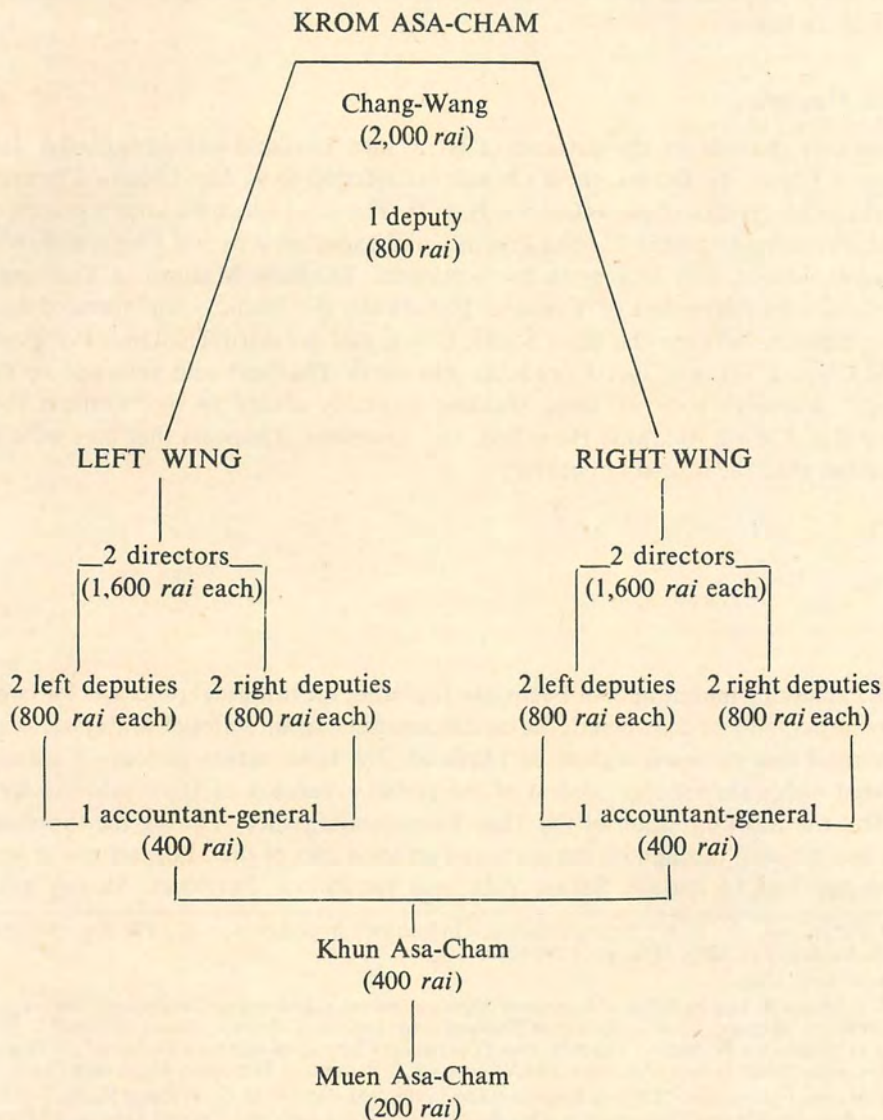 KROM ASA-CHAM
Chang-Wang
(2,000 rai)
1 deputy
(800 rai)
LEFT WING RIGHT WING
2 directors 2 directors
(1,600 rai each) (1,600 rai each)
2 left deputies 2 right deputies 2 left deputies 2 right deputies
(800 rai each) (800 rai each) (800 rai each) (800 rai each)
1 accountant-general 1 accountant-general
(400 rai) (400 rai)
Khun Asa-Cham
(400 rai)
Muen Asa-Cham
(200 rai)